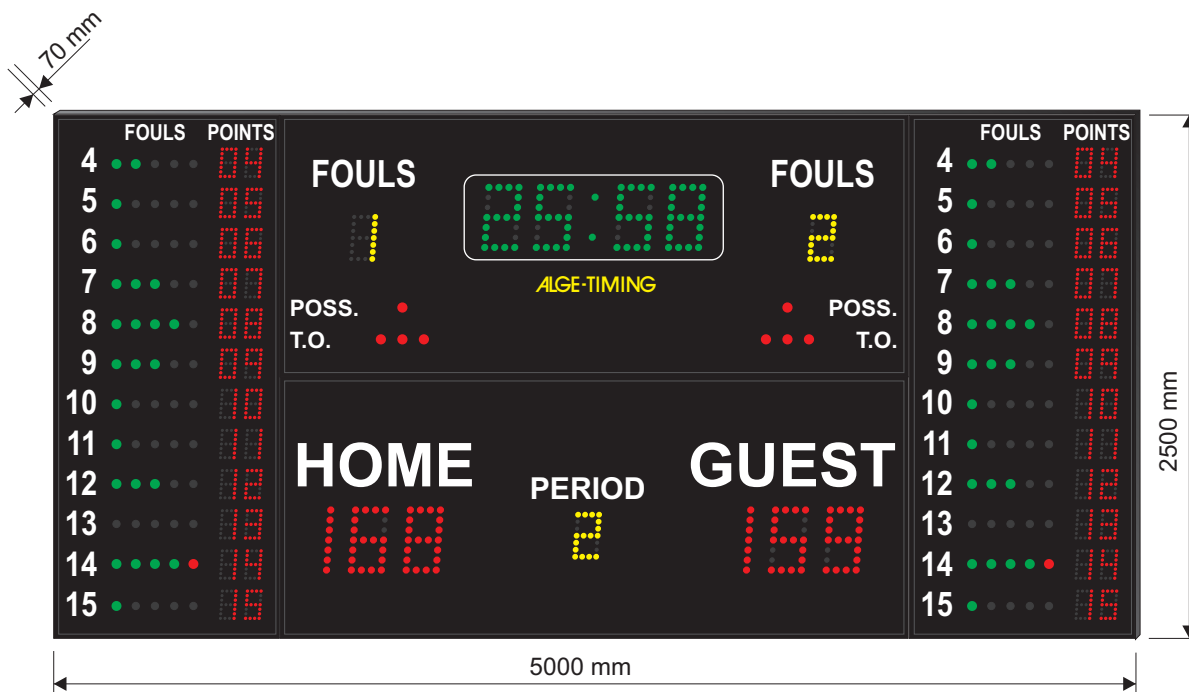 70 mm
FOULS POINTS
4 04
5 05
6 06
7 07
8 08
9 09
10 10
11 11
12 12
13 13
14 14
15 15
FOULS
1
25:58
ALGE-TIMING
FOULS
2
POSS.
T.O.
POSS.
T.O.
HOME
168
PERIOD
2
GUEST
159
FOULS POINTS
4 04
5 05
6 06
7 07
8 08
9 09
10 10
11 11
12 12
13 13
14 14
15 15
2500 mm
5000 mm